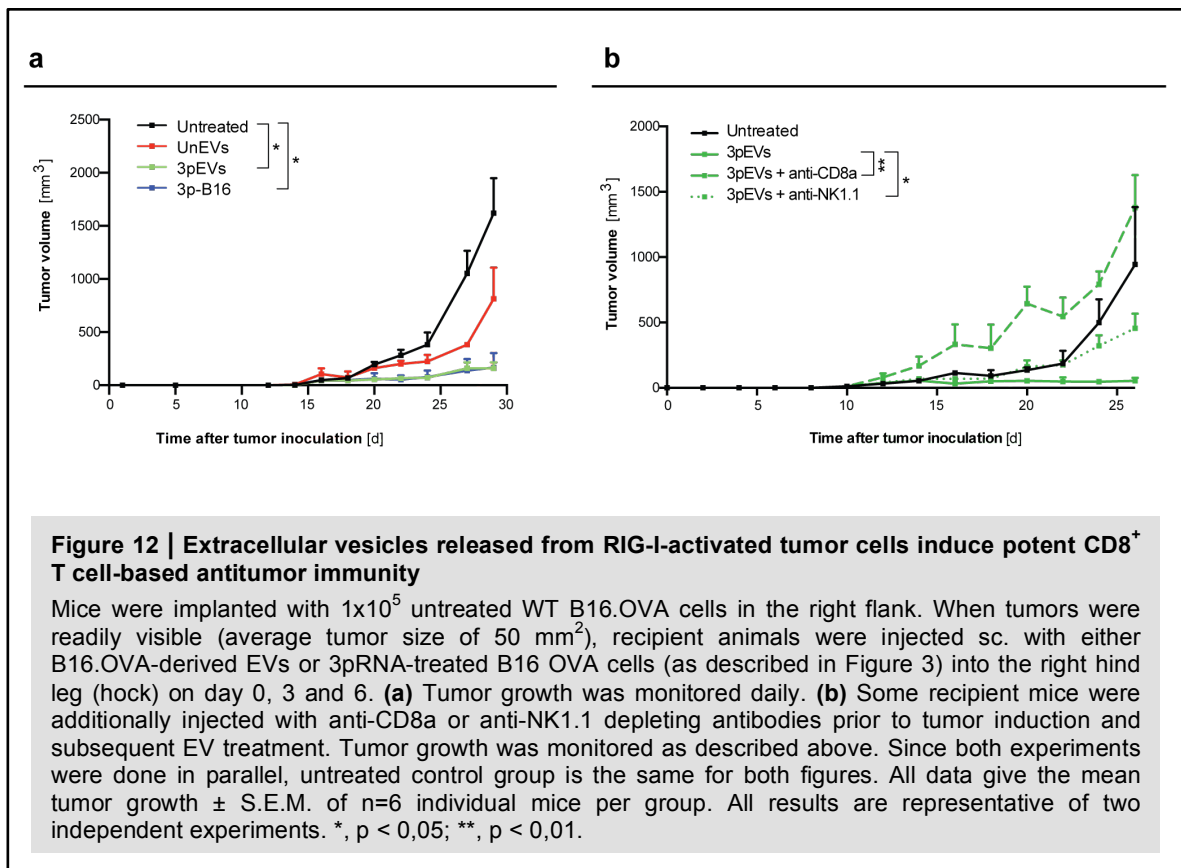 a
2500
2000
1500
1000
500
0
Tumor volume [mm³]
Untreated
UnEVs
3pEVs
3p-B16
*
*
0
5
10
15
20
25
30
Time after tumor inoculation [d]
b
2000
1500
1000
500
0
Tumor volume [mm³]
Untreated
3pEVs
3pEVs + anti-CD8a
3pEVs + anti-NK1.1
**
*
0
5
10
15
20
25
Time after tumor inoculation [d]
Figure 12 | Extracellular vesicles released from RIG-I-activated tumor cells induce potent CD8⁺
T cell-based antitumor immunity
Mice were implanted with 1x10⁵ untreated WT B16.OVA cells in the right flank. When tumors were
readily visible (average tumor size of 50 mm²), recipient animals were injected sc. with either
B16.OVA-derived EVs or 3pRNA-treated B16 OVA cells (as described in Figure 3) into the right hind
leg (hock) on day 0, 3 and 6. (a) Tumor growth was monitored daily. (b) Some recipient mice were
additionally injected with anti-CD8a or anti-NK1.1 depleting antibodies prior to tumor induction and
subsequent EV treatment. Tumor growth was monitored as described above. Since both experiments
were done in parallel, untreated control group is the same for both figures. All data give the mean
tumor growth ± S.E.M. of n=6 individual mice per group. All results are representative of two
independent experiments. *, p < 0,05; **, p < 0,01.